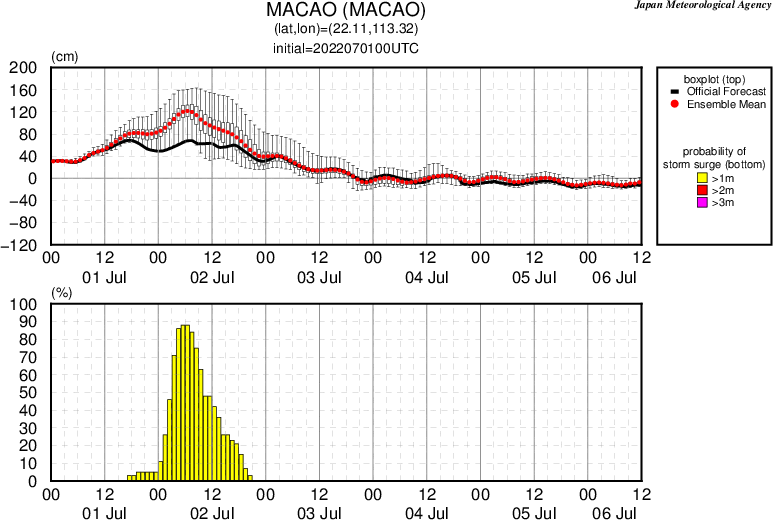 MACAO (MACAO)
Japan Meteorological Agency
(lat,lon)=(22.11,113.32)
initial=2022070100UTC
(cm)
200
160
120
80
40
0
−40
−80
−120
00 12 00 12 00 12 00 12 00 12 00 12
01 Jul 02 Jul 03 Jul 04 Jul 05 Jul 06 Jul
boxplot (top)
Official Forecast
Ensemble Mean
probability of
storm surge (bottom)
>1m
>2m
>3m
(%)
100
90
80
70
60
50
40
30
20
10
0
00 12 00 12 00 12 00 12 00 12 00 12
01 Jul 02 Jul 03 Jul 04 Jul 05 Jul 06 Jul